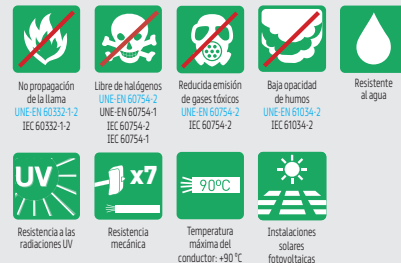 No propagación
de la llama
UNE-EN 60332-1-2
IEC 60332-1-2
Libre de halógenos
UNE-EN 60754-2
UNE-EN 60754-1
IEC 60754-2
IEC 60754-1
Reducida emisión
de gases tóxicos
UNE-EN 60754-2
IEC 60754-2
Baja opacidad
de humos
UNE-EN 61034-2
IEC 61034-2
Resistente
al agua
UV
Resistencia a las
radiaciones UV
x7
Resistencia
mecánica
90ºC
Temperatura
máxima del
conductor: +90 °C
Instalaciones
solares
fotovoltaicas